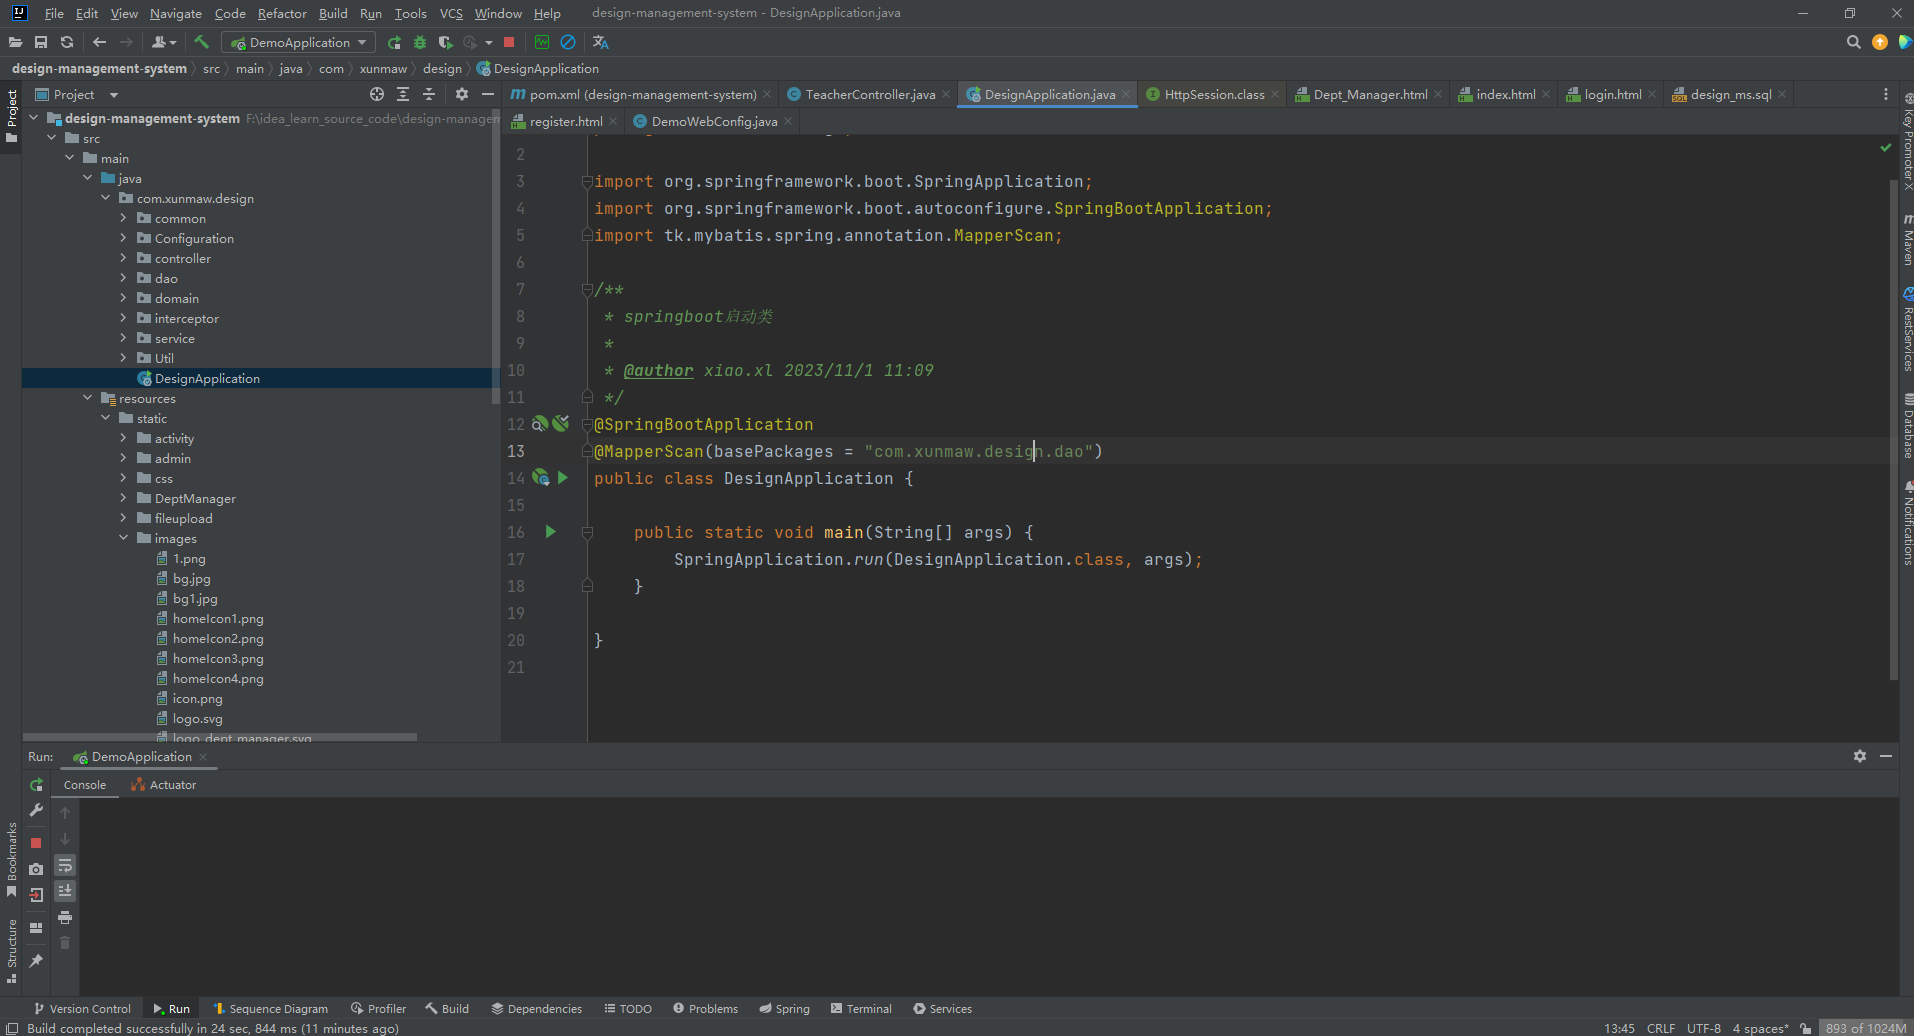 File Edit View Navigate Code Refactor Build Run Tools VCS Window Help design-management-system - DesignApplication.java
DemoApplication
design-management-system src main java com xunmaw design DesignApplication
Project
pom.xml (design-management-system) TeacherController.java DesignApplication.java HttpSession.class Dept_Manager.html index.html login.html design_ms.sql
register.html DemoWebConfig.java
Project
design-management-system F:\idea_learn_source_code\design-managem
src
main
java
com.xunmaw.design
common
Configuration
controller
dao
domain
interceptor
service
Util
DesignApplication
resources
static
activity
admin
css
DeptManager
fileupload
images
1.png
bg.jpg
bg1.jpg
homeIcon1.png
homeIcon2.png
homeIcon3.png
homeIcon4.png
icon.png
logo.svg
logo_dept_manager.svg
2
3 import org.springframework.boot.SpringApplication;
4 import org.springframework.boot.autoconfigure.SpringBootApplication;
5 import tk.mybatis.spring.annotation.MapperScan;
6
7 /**
8 * springboot启动类
9 *
10 * @author xiao.xl 2023/11/1 11:09
11 */
12 @SpringBootApplication
13 @MapperScan(basePackages = "com.xunmaw.design.dao")
14 public class DesignApplication {
15
16 public static void main(String[] args) {
17 SpringApplication.run(DesignApplication.class, args);
18 }
19
20 }
21
Key Promoter X
Maven
RestServices
Database
Notifications
Run: DemoApplication
Console Actuator
Bookmarks
Structure
Version Control Run Sequence Diagram Profiler Build Dependencies TODO Problems Spring Terminal Services
Build completed successfully in 24 sec, 844 ms (11 minutes ago) 13:45 CRLF UTF-8 4 spaces* 893 of 1024M